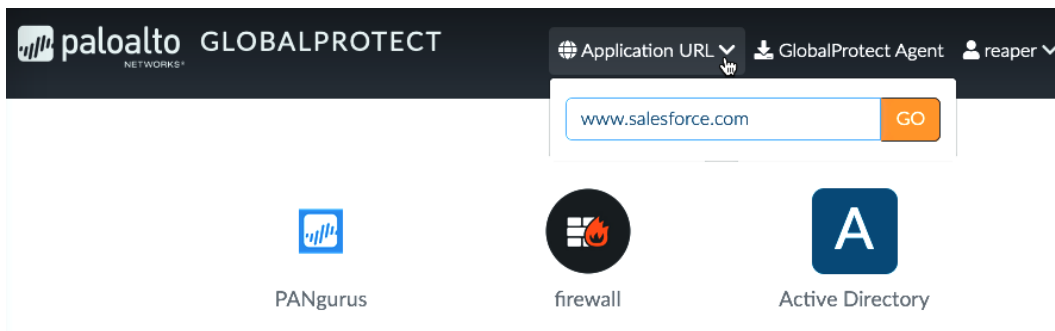 paloalto GLOBALPROTECT
NETWORKS®
Application URL GlobalProtect Agent reaper
www.salesforce.com GO
A
PANgurus firewall Active Directory